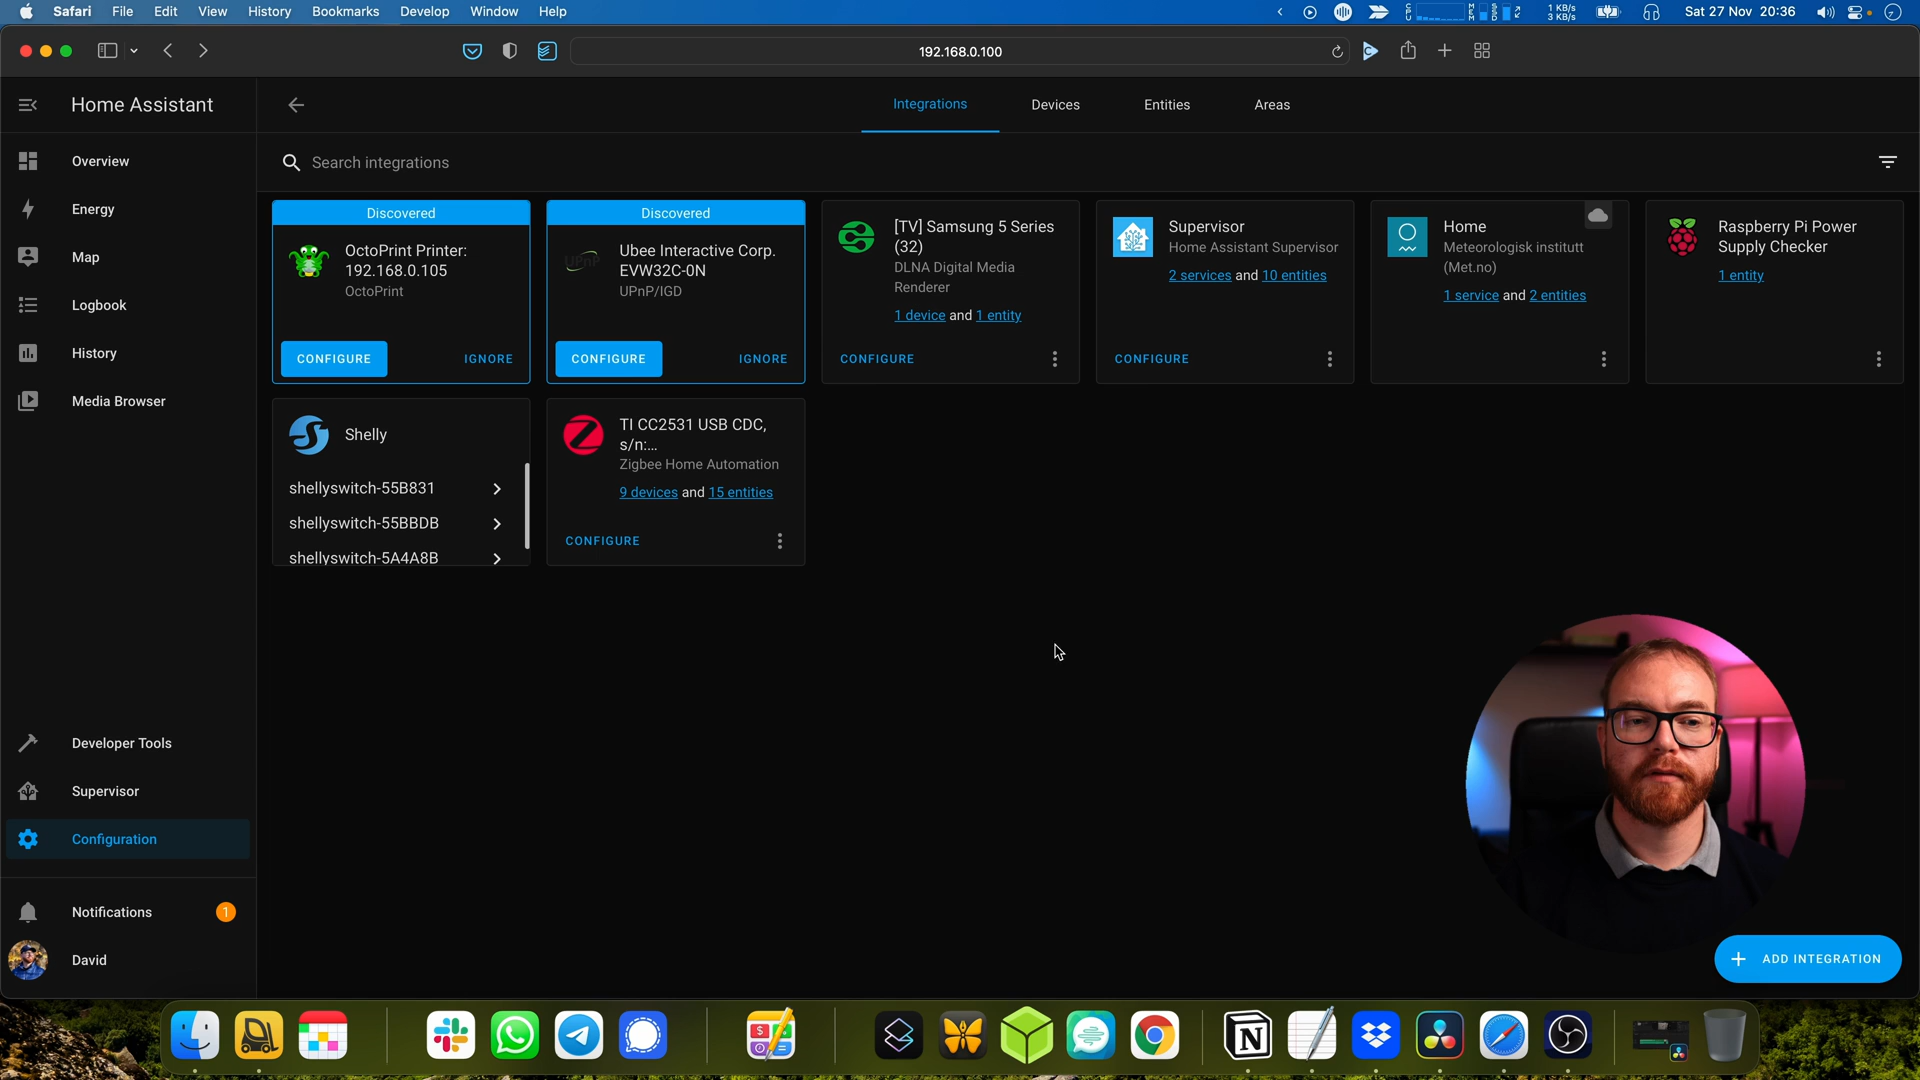 Safari File Edit View History Bookmarks Develop Window Help
1 KB/s
3 KB/s
Sat 27 Nov 20:36
192.168.0.100
Home Assistant
Integrations Devices Entities Areas
Search integrations
Overview
Energy
Map
Logbook
History
Media Browser
Developer Tools
Supervisor
Configuration
Notifications 1
David
Discovered
OctoPrint Printer:
192.168.0.105
OctoPrint
CONFIGURE IGNORE
Discovered
UPnP
Ubee Interactive Corp.
EVW32C-0N
UPnP/IGD
CONFIGURE IGNORE
[TV] Samsung 5 Series
(32)
DLNA Digital Media
Renderer
1 device and 1 entity
CONFIGURE
Supervisor
Home Assistant Supervisor
2 services and 10 entities
CONFIGURE
Home
Meteorologisk institutt
(Met.no)
1 service and 2 entities
Raspberry Pi Power
Supply Checker
1 entity
Shelly
shellyswitch-55B831
shellyswitch-55BBDB
shellyswitch-5A4A8B
TI CC2531 USB CDC,
s/n:...
Zigbee Home Automation
9 devices and 15 entities
CONFIGURE
ADD INTEGRATION